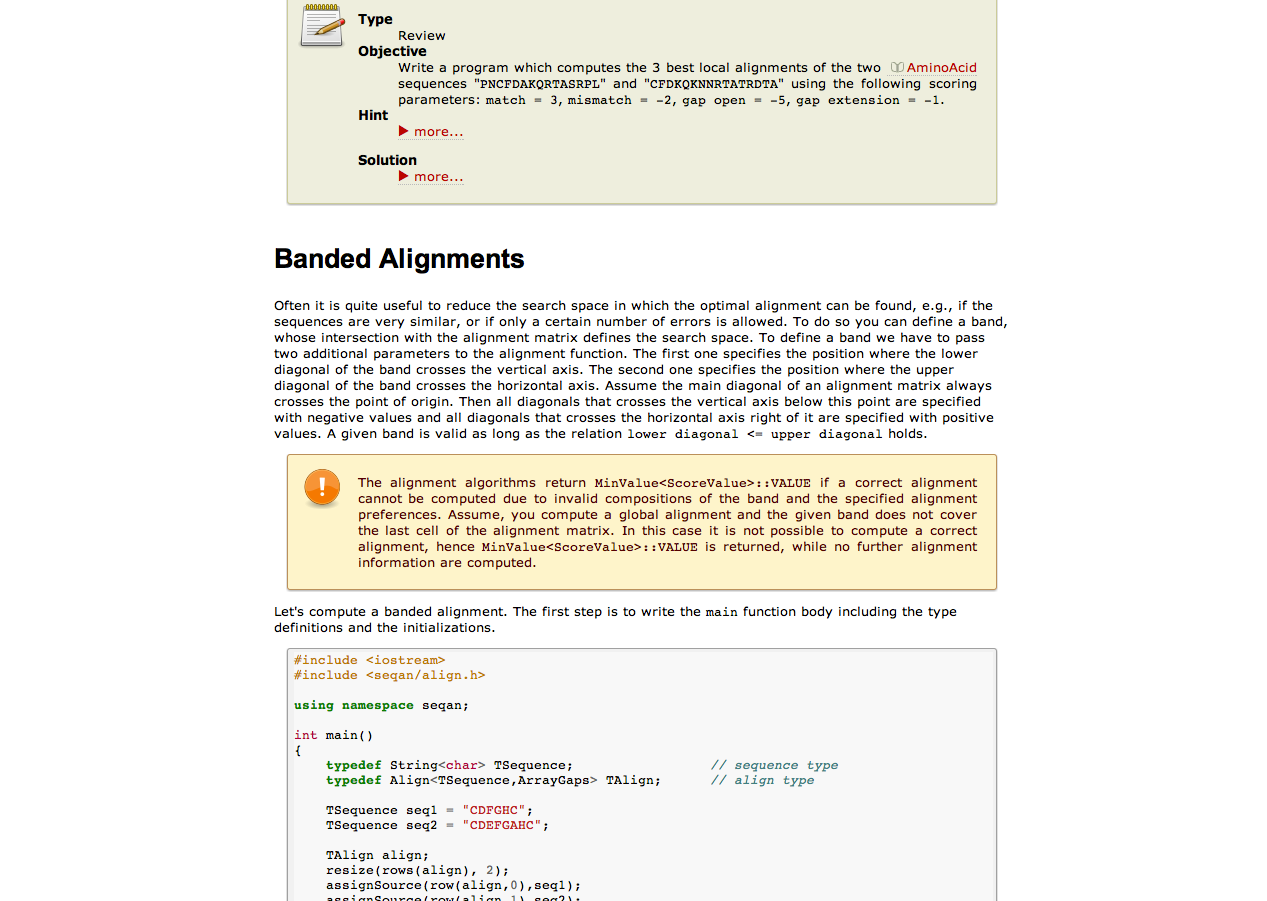 Type
Review
Objective
Write a program which computes the 3 best local alignments of the two AminoAcid
sequences "PNCFDAKQRTASRPL" and "CFDKQKNNRTATRDTA" using the following scoring
parameters: match = 3, mismatch = -2, gap open = -5, gap extension = -1.
Hint
more...
Solution
more...
Banded Alignments
Often it is quite useful to reduce the search space in which the optimal alignment can be found, e.g., if the
sequences are very similar, or if only a certain number of errors is allowed. To do so you can define a band,
whose intersection with the alignment matrix defines the search space. To define a band we have to pass
two additional parameters to the alignment function. The first one specifies the position where the lower
diagonal of the band crosses the vertical axis. The second one specifies the position where the upper
diagonal of the band crosses the horizontal axis. Assume the main diagonal of an alignment matrix always
crosses the point of origin. Then all diagonals that crosses the vertical axis below this point are specified
with negative values and all diagonals that crosses the horizontal axis right of it are specified with positive
values. A given band is valid as long as the relation lower diagonal <= upper diagonal holds.
The alignment algorithms return MinValue<ScoreValue>::VALUE if a correct alignment
cannot be computed due to invalid compositions of the band and the specified alignment
preferences. Assume, you compute a global alignment and the given band does not cover
the last cell of the alignment matrix. In this case it is not possible to compute a correct
alignment, hence MinValue<ScoreValue>::VALUE is returned, while no further alignment
information are computed.
Let's compute a banded alignment. The first step is to write the main function body including the type
definitions and the initializations.
#include <iostream>
#include <seqan/align.h>
using namespace seqan;
int main()
{
typedef String<char> TSequence; // sequence type
typedef Align<TSequence,ArrayGaps> TAlign; // align type
TSequence seq1 = "CDFGHC";
TSequence seq2 = "CDEFGAHC";
TAlign align;
resize(rows(align), 2);
assignSource(row(align,0),seq1);
assignSource(row(align,1),seq2);